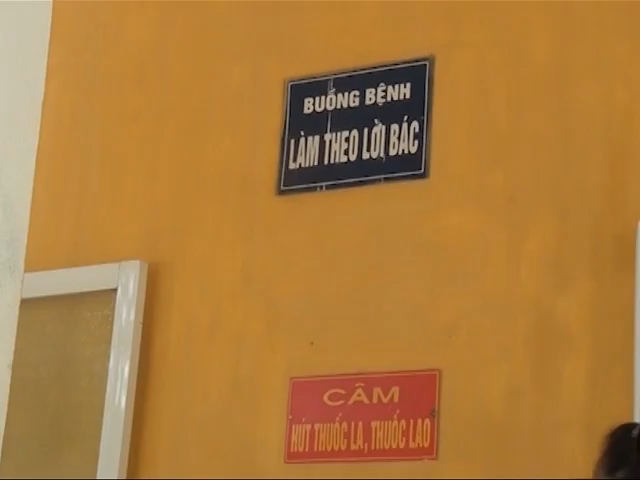 BUỒNG BỆNH
LÀM THEO LỜI BÁC
CẤM
HÚT THUỐC LÁ, THUỐC LÀO